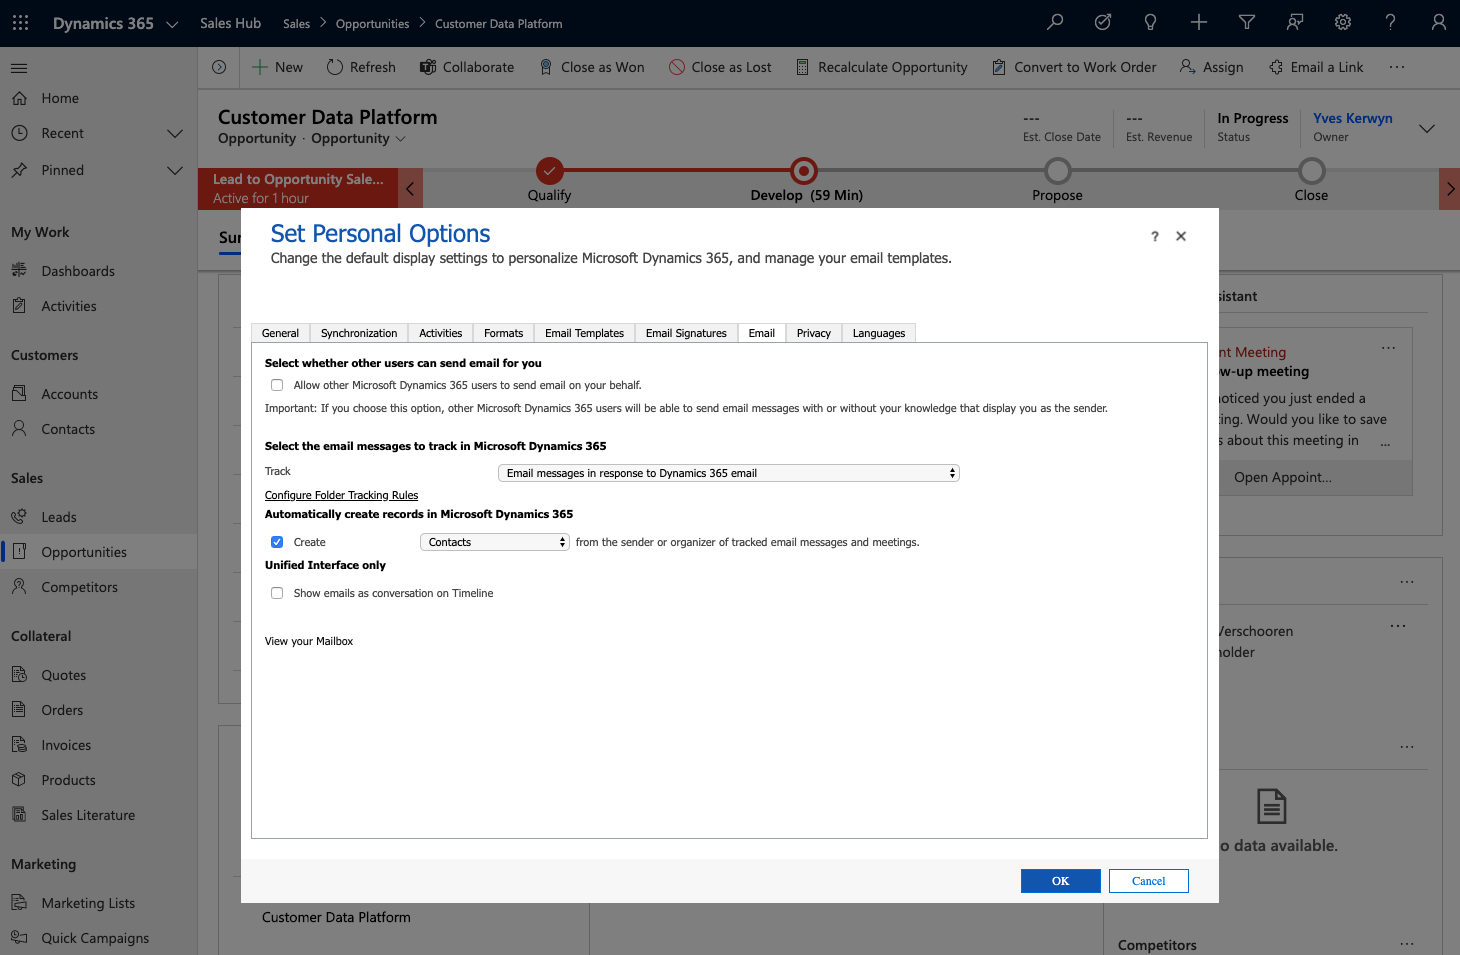 Dynamics 365 Sales Hub Sales Opportunities Customer Data Platform
New Refresh Collaborate Close as Won Close as Lost Recalculate Opportunity Convert to Work Order Assign Email a Link
Home
Recent
Pinned
My Work
Dashboards
Activities
Customers
Accounts
Contacts
Sales
Leads
Opportunities
Competitors
Collateral
Quotes
Orders
Invoices
Products
Sales Literature
Marketing
Marketing Lists
Quick Campaigns
Customer Data Platform
Opportunity · Opportunity
---
Est. Close Date
---
Est. Revenue
In Progress
Status
Yves Kerwyn
Owner
Lead to Opportunity Sale...
Active for 1 hour
Qualify
Develop (59 Min)
Propose
Close
Set Personal Options
? ✕
Change the default display settings to personalize Microsoft Dynamics 365, and manage your email templates.
General Synchronization Activities Formats Email Templates Email Signatures Email Privacy Languages
Select whether other users can send email for you
Allow other Microsoft Dynamics 365 users to send email on your behalf.
Important: If you choose this option, other Microsoft Dynamics 365 users will be able to send email messages with or without your knowledge that display you as the sender.
Select the email messages to track in Microsoft Dynamics 365
Track Email messages in response to Dynamics 365 email
Configure Folder Tracking Rules
Automatically create records in Microsoft Dynamics 365
Create Contacts from the sender or organizer of tracked email messages and meetings.
Unified Interface only
Show emails as conversation on Timeline
View your Mailbox
OK Cancel
sistant
nt Meeting
w-up meeting
noticed you just ended a
ing. Would you like to save
s about this meeting in ...
Open Appoint...
Verschooren
holder
o data available.
Customer Data Platform
Competitors